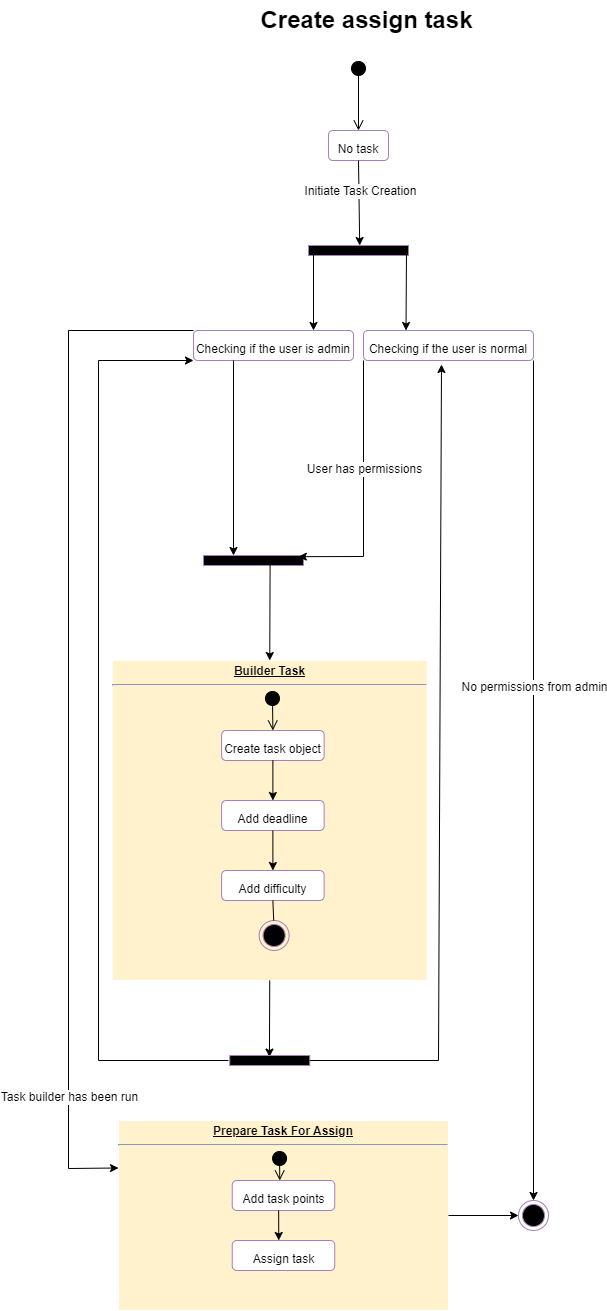 Create assign task
No task
Initiate Task Creation
Checking if the user is admin
Checking if the user is normal
User has permissions
Builder Task
No permissions from admin
Create task object
Add deadline
Add difficulty
Task builder has been run
Prepare Task For Assign
Add task points
Assign task